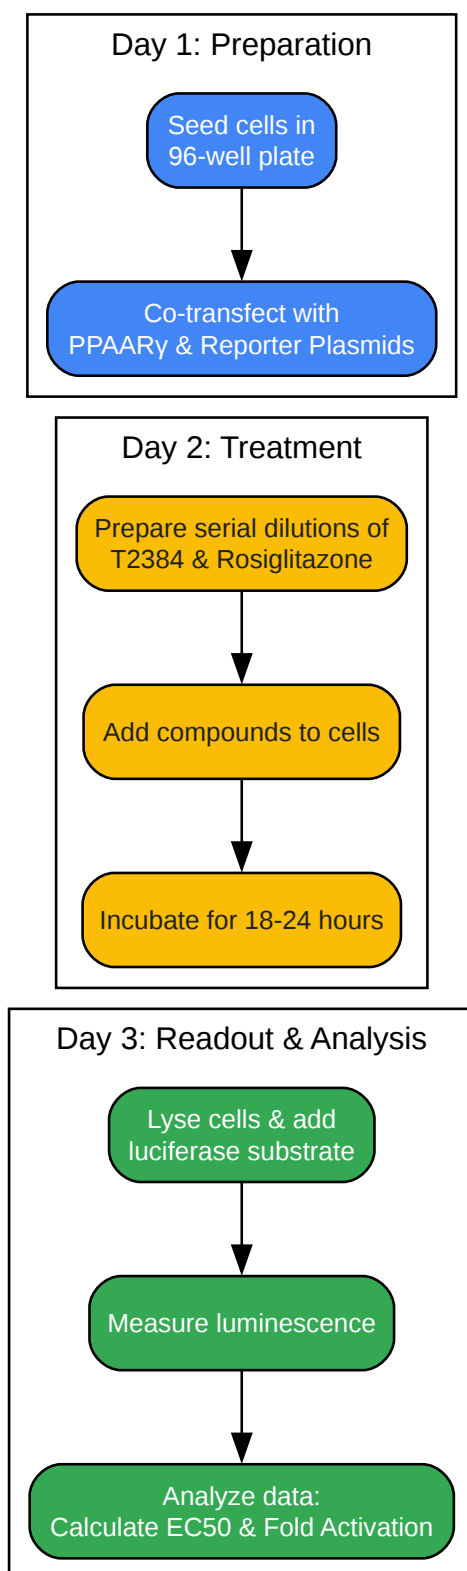 Day 1: Preparation
Seed cells in
96-well plate
Co-transfect with
PPAARγ & Reporter Plasmids
Day 2: Treatment
Prepare serial dilutions of
T2384 & Rosiglitazone
Add compounds to cells
Incubate for 18-24 hours
Day 3: Readout & Analysis
Lyse cells & add
luciferase substrate
Measure luminescence
Analyze data:
Calculate EC50 & Fold Activation